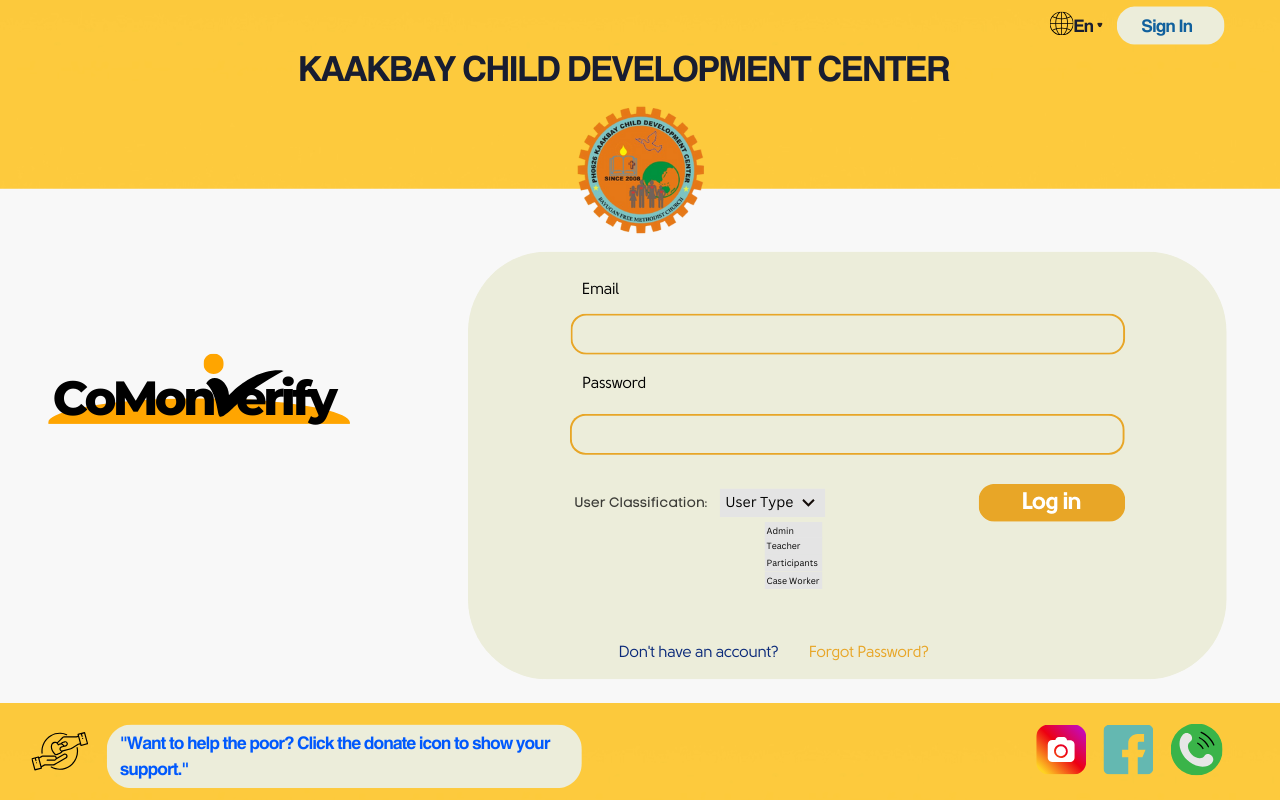 En
Sign In
KAAKBAY CHILD DEVELOPMENT CENTER
PH0626 KAAKBAY CHILD DEVELOPMENT CENTER
SINCE 2008
BAYUGAN FREE METHODIST CHURCH
Email
CoMonVerify
Password
User Classification:
User Type
Log in
Admin
Teacher
Participants
Case Worker
Don't have an account?
Forgot Password?
"Want to help the poor? Click the donate icon to show your
support."